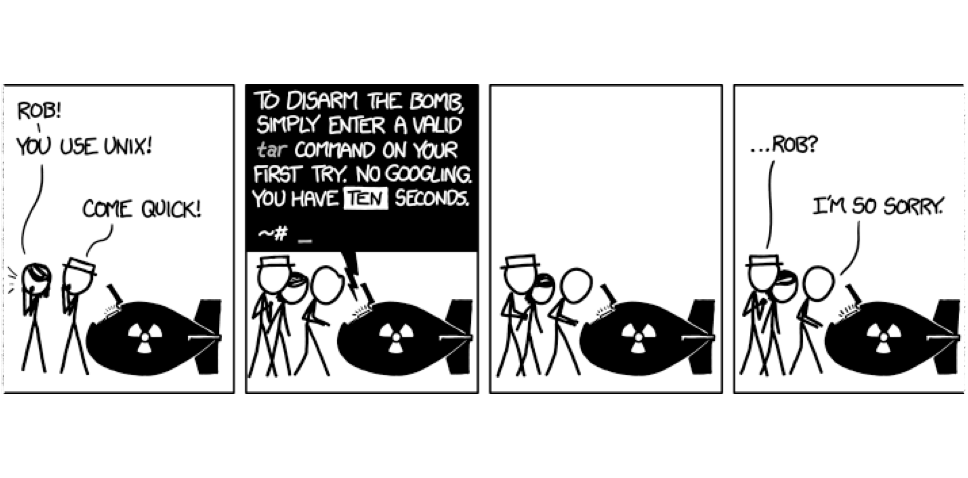 ROB!
YOU USE UNIX!
COME QUICK!
TO DISARM THE BOMB,
SIMPLY ENTER A VALID
tar COMMAND ON YOUR
FIRST TRY. NO GOOGLING.
YOU HAVE TEN SECONDS.
~# _
...ROB?
I'M SO SORRY.